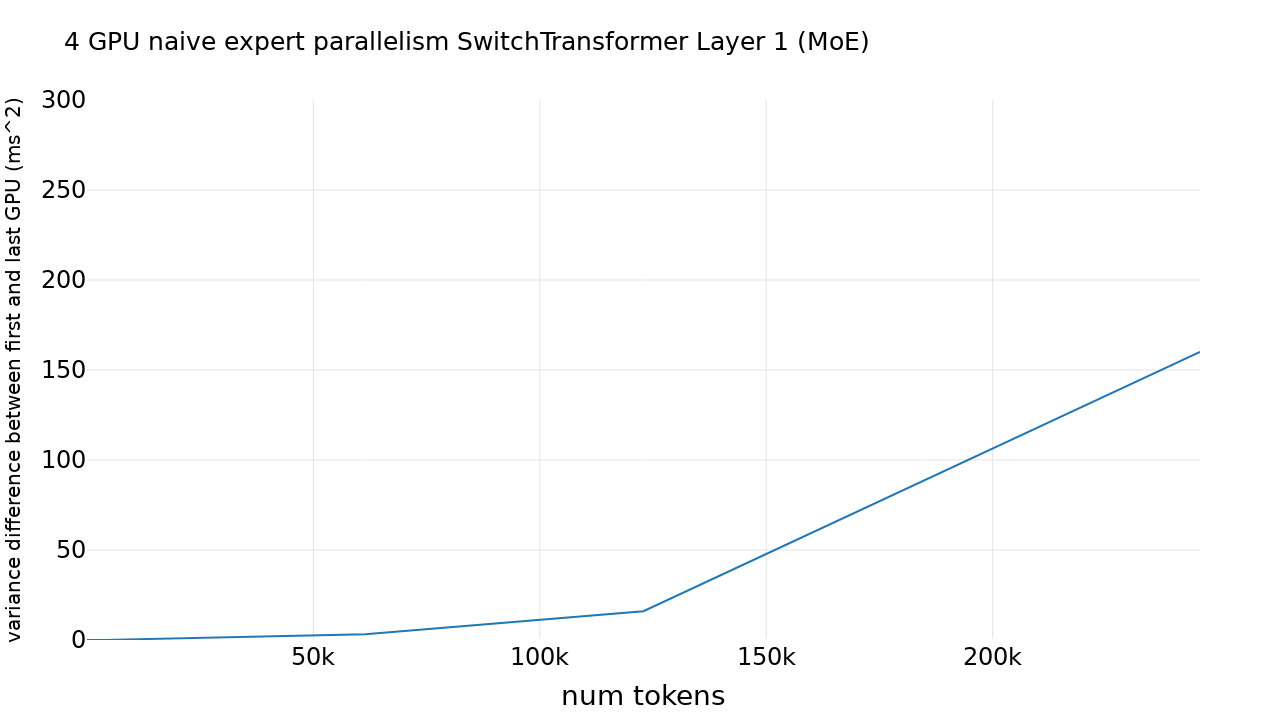 4 GPU naive expert parallelism SwitchTransformer Layer 1 (MoE)
variance difference between first and last GPU (ms^2)
300
250
200
150
100
50
0
50k
100k
150k
200k
num tokens